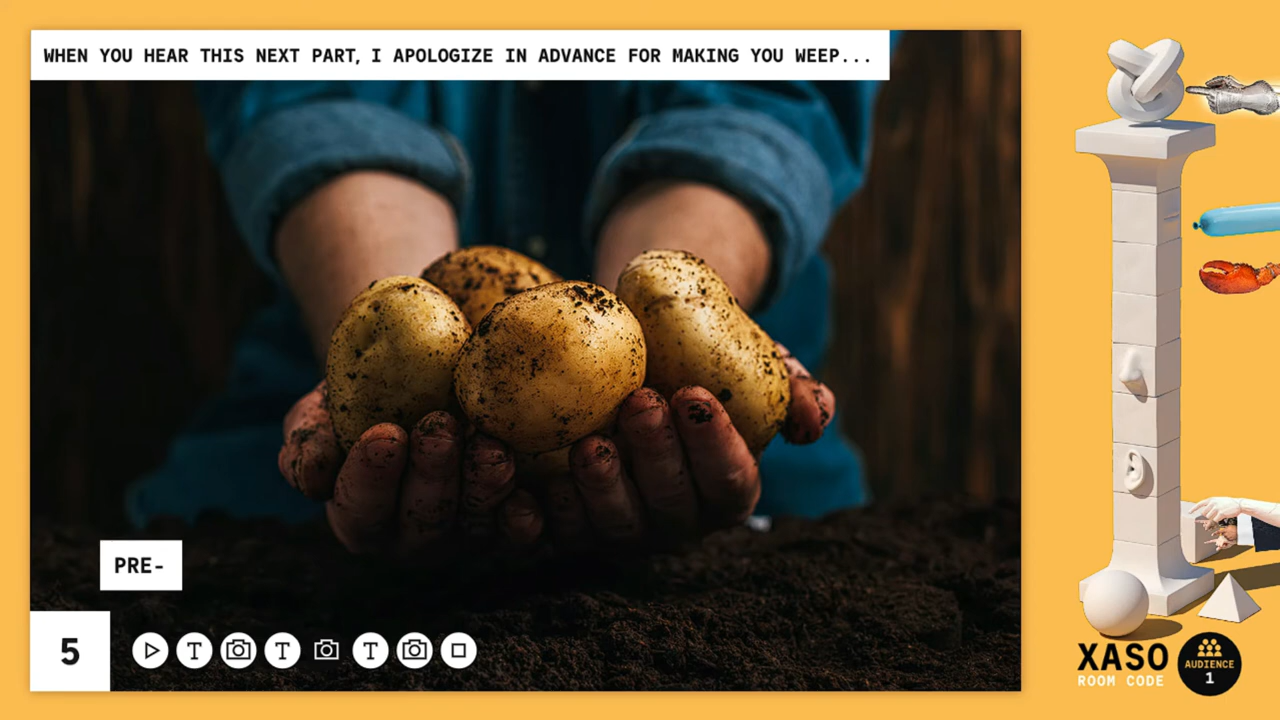 WHEN YOU HEAR THIS NEXT PART, I APOLOGIZE IN ADVANCE FOR MAKING YOU WEEP...
PRE-
5
T
T
T
XASO
ROOM CODE
AUDIENCE
1